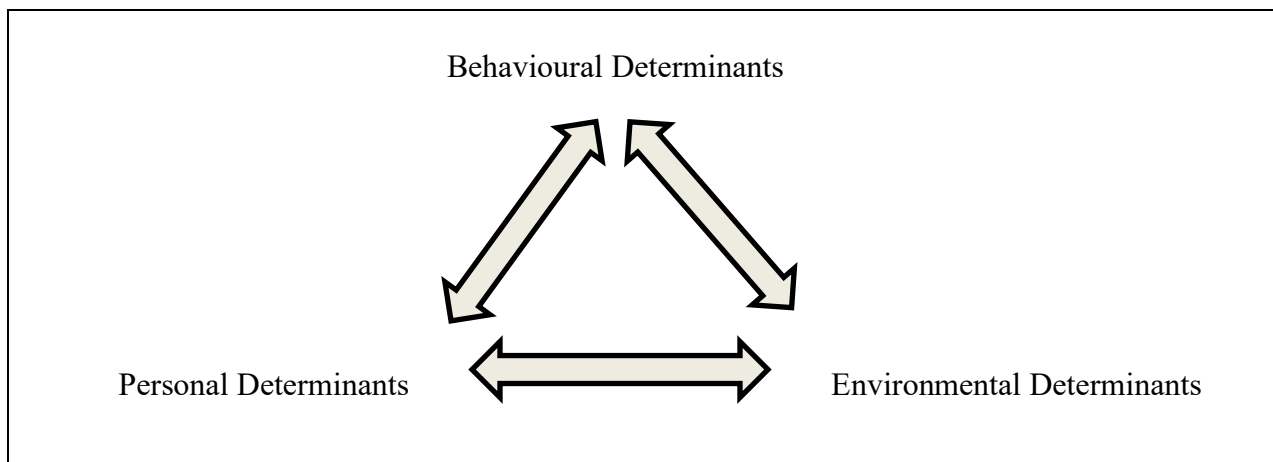 Behavioural Determinants
Personal Determinants
Environmental Determinants